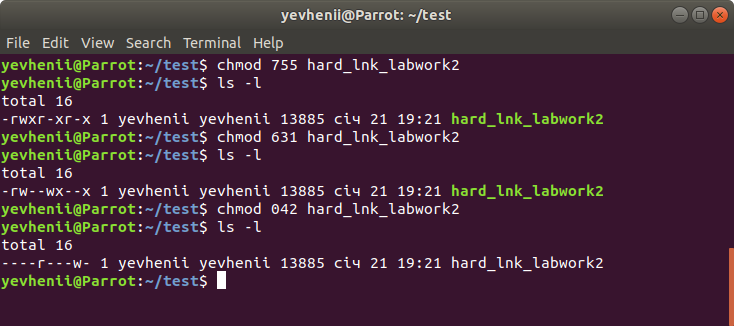 yevhenii@Parrot: ~/test
File Edit View Search Terminal Help
yevhenii@Parrot:~/test$ chmod 755 hard_lnk_labwork2
yevhenii@Parrot:~/test$ ls -l
total 16
-rwxr-xr-x 1 yevhenii yevhenii 13885 січ 21 19:21 hard_lnk_labwork2
yevhenii@Parrot:~/test$ chmod 631 hard_lnk_labwork2
yevhenii@Parrot:~/test$ ls -l
total 16
-rw--wx--x 1 yevhenii yevhenii 13885 січ 21 19:21 hard_lnk_labwork2
yevhenii@Parrot:~/test$ chmod 042 hard_lnk_labwork2
yevhenii@Parrot:~/test$ ls -l
total 16
----r---w- 1 yevhenii yevhenii 13885 січ 21 19:21 hard_lnk_labwork2
yevhenii@Parrot:~/test$